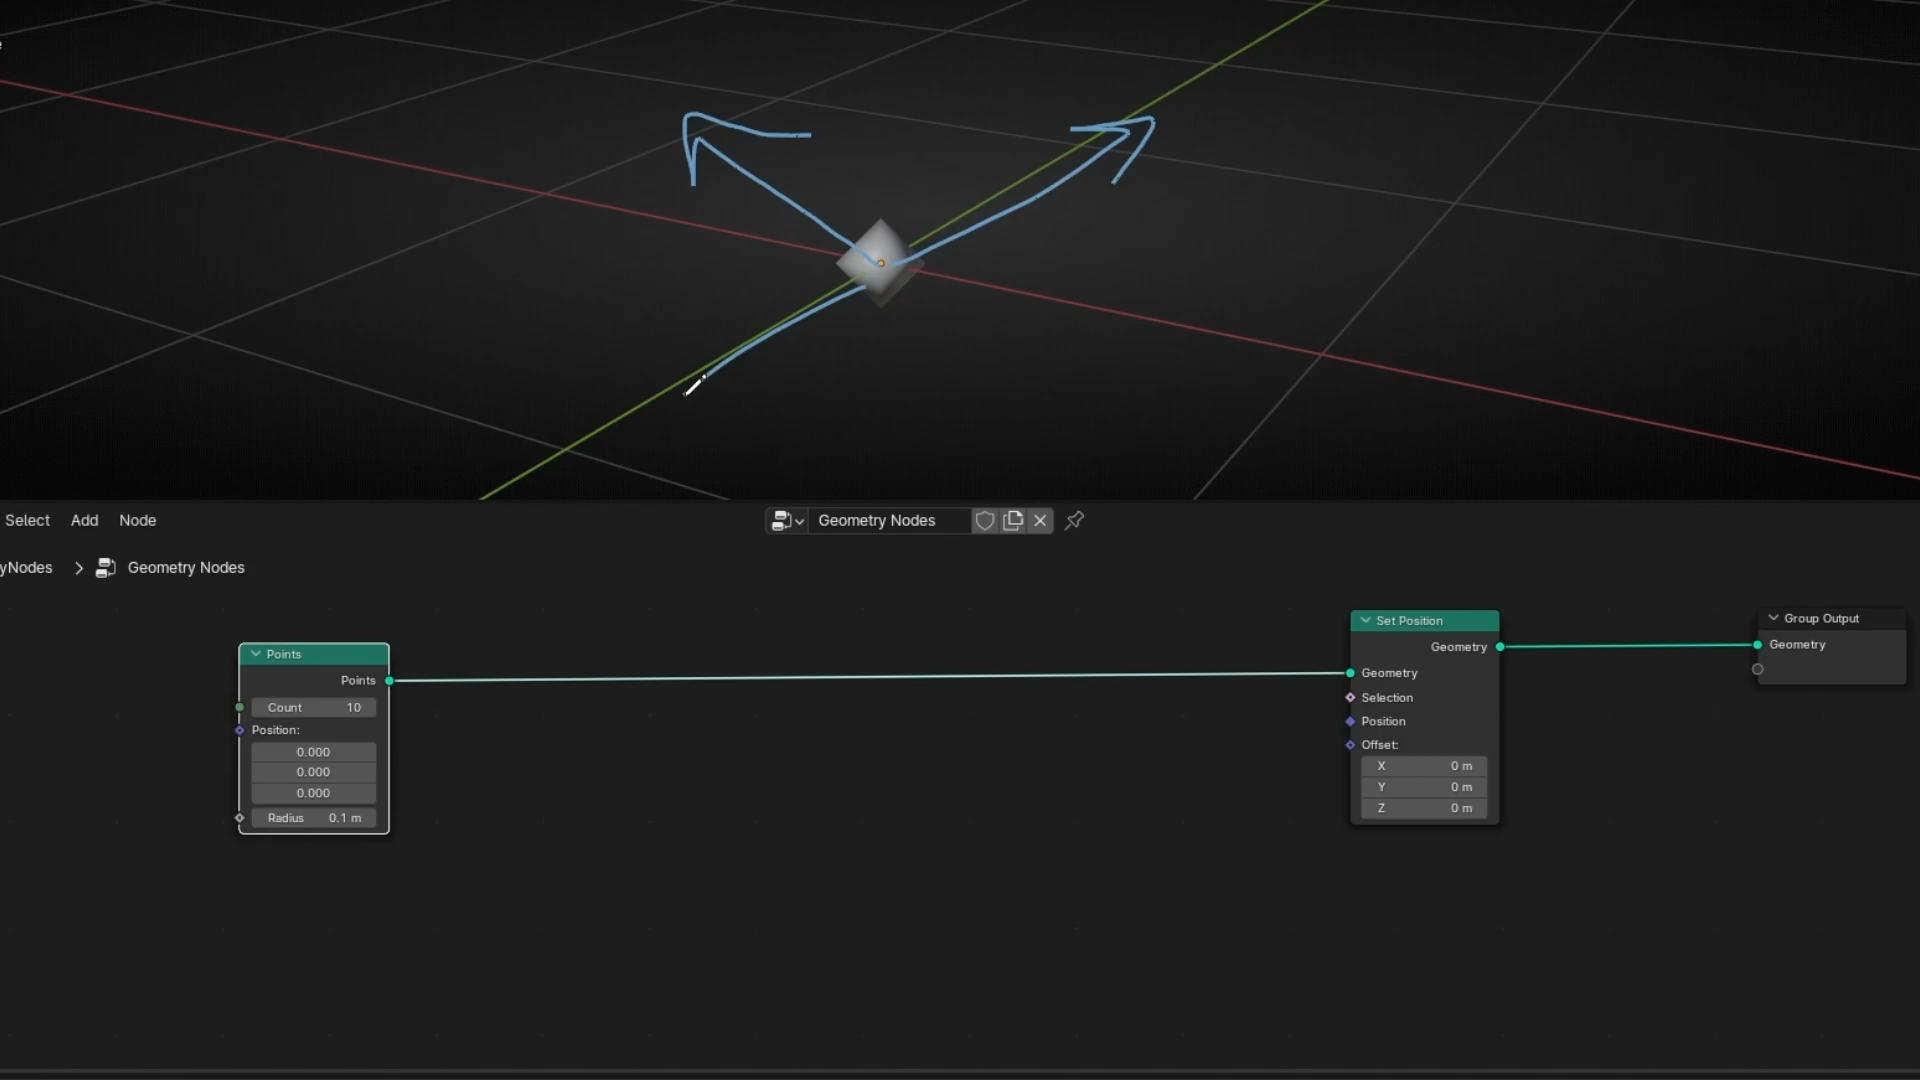 Select Add Node
Geometry Nodes
yNodes > Geometry Nodes
Points
Points
Count 10
Position:
0.000
0.000
0.000
Radius 0.1 m
Set Position
Geometry
Geometry
Selection
Position
Offset:
X 0 m
Y 0 m
Z 0 m
Group Output
Geometry